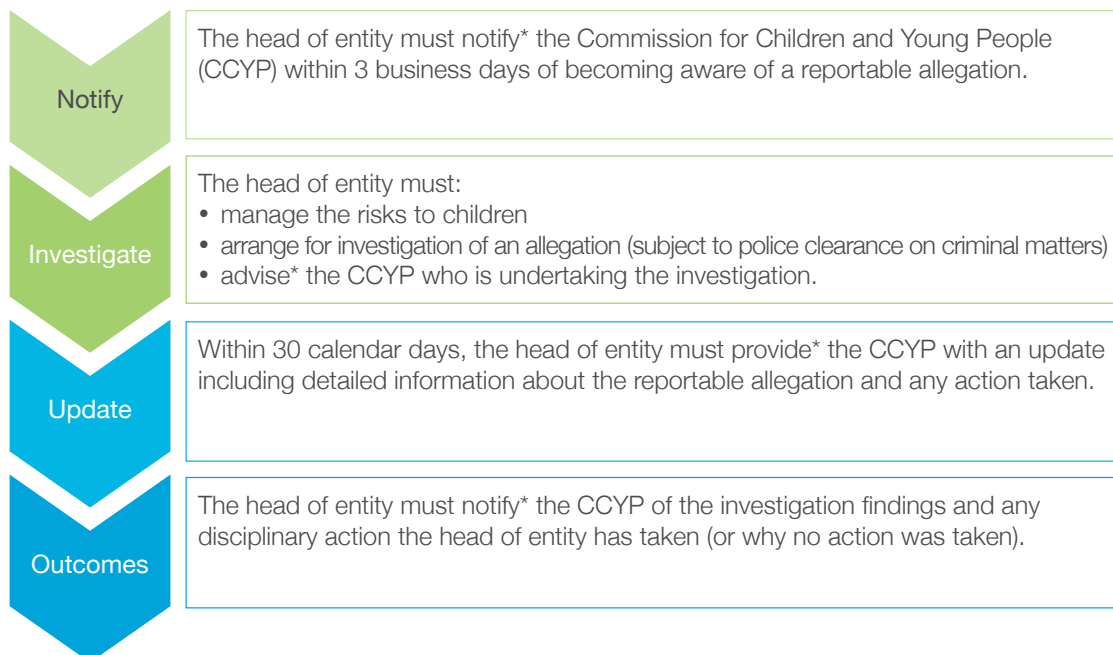 Notify
The head of entity must notify* the Commission for Children and Young People
(CCYP) within 3 business days of becoming aware of a reportable allegation.
Investigate
The head of entity must:
• manage the risks to children
• arrange for investigation of an allegation (subject to police clearance on criminal matters)
• advise* the CCYP who is undertaking the investigation.
Update
Within 30 calendar days, the head of entity must provide* the CCYP with an update
including detailed information about the reportable allegation and any action taken.
Outcomes
The head of entity must notify* the CCYP of the investigation findings and any
disciplinary action the head of entity has taken (or why no action was taken).